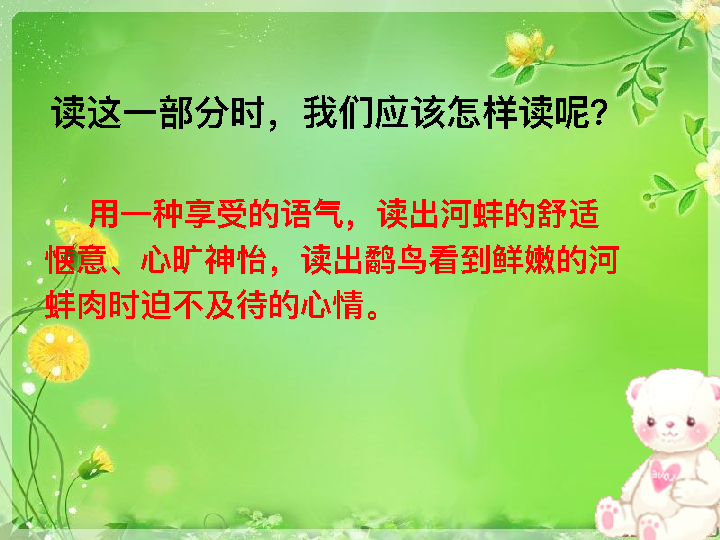 读这一部分时，我们应该怎样读呢？
用一种享受的语气，读出河蚌的舒适
惬意、心旷神怡，读出鹬鸟看到鲜嫩的河
蚌肉时迫不及待的心情。
LOVE